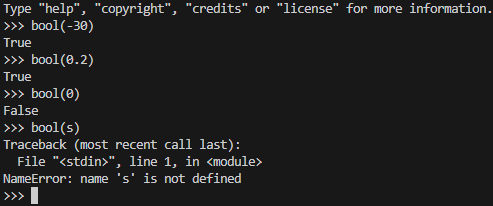 Type "help", "copyright", "credits" or "license" for more information.
>>> bool(-30)
True
>>> bool(0.2)
True
>>> bool(0)
False
>>> bool(s)
Traceback (most recent call last):
  File "<stdin>", line 1, in <module>
NameError: name 's' is not defined
>>>